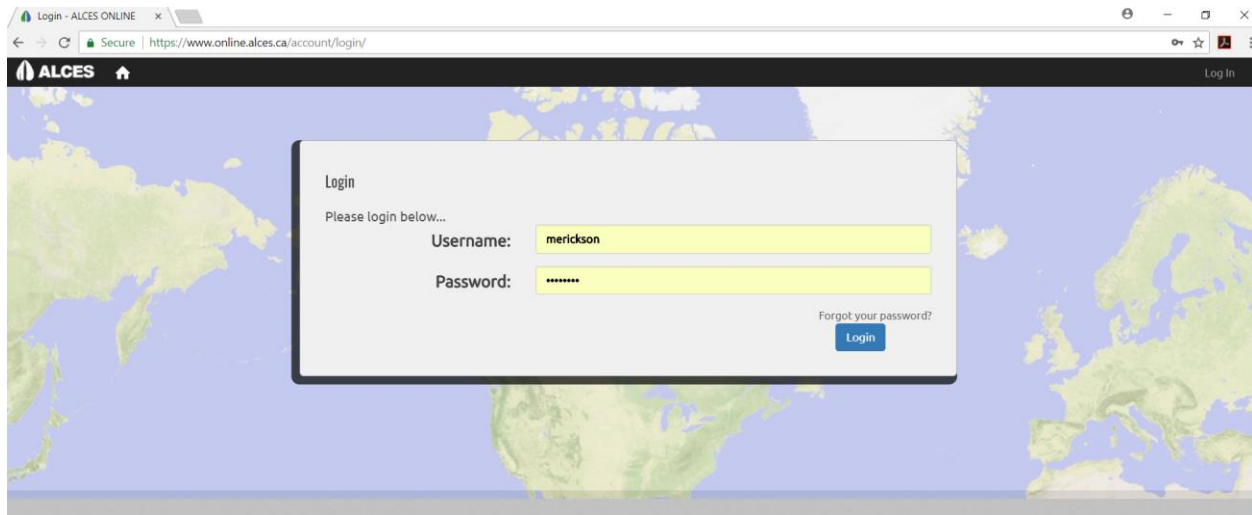 Login - ALCES ONLINE
Secure | https://www.online.alces.ca/account/login/
ALCES Log In
Login
Please login below...
Username: merickson
Password: ••••••••
Forgot your password?
Login